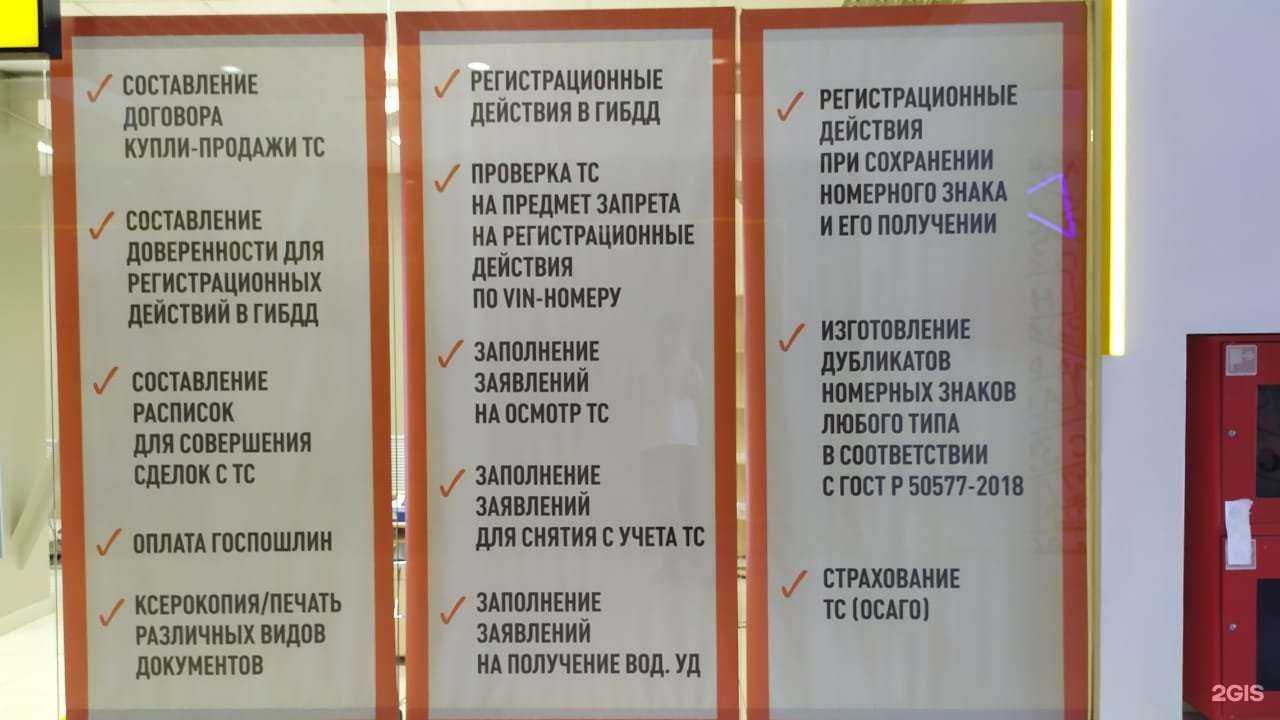 СОСТАВЛЕНИЕ
ДОГОВОРА
КУПЛИ-ПРОДАЖИ ТС
СОСТАВЛЕНИЕ
ДОВЕРЕННОСТИ ДЛЯ
РЕГИСТРАЦИОННЫХ
ДЕЙСТВИЙ В ГИБДД
СОСТАВЛЕНИЕ
РАСПИСОК
ДЛЯ СОВЕРШЕНИЯ
СДЕЛОК С ТС
ОПЛАТА ГОСПОШЛИН
КСЕРОКОПИЯ/ПЕЧАТЬ
РАЗЛИЧНЫХ ВИДОВ
ДОКУМЕНТОВ
РЕГИСТРАЦИОННЫЕ
ДЕЙСТВИЯ В ГИБДД
ПРОВЕРКА ТС
НА ПРЕДМЕТ ЗАПРЕТА
НА РЕГИСТРАЦИОННЫЕ
ДЕЙСТВИЯ
ПО VIN-НОМЕРУ
ЗАПОЛНЕНИЕ
ЗАЯВЛЕНИЙ
НА ОСМОТР ТС
ЗАПОЛНЕНИЕ
ЗАЯВЛЕНИЙ
ДЛЯ СНЯТИЯ С УЧЕТА ТС
ЗАПОЛНЕНИЕ
ЗАЯВЛЕНИЙ
НА ПОЛУЧЕНИЕ ВОД. УД
РЕГИСТРАЦИОННЫЕ
ДЕЙСТВИЯ
ПРИ СОХРАНЕНИИ
НОМЕРНОГО ЗНАКА
И ЕГО ПОЛУЧЕНИИ
ИЗГОТОВЛЕНИЕ
ДУБЛИКАТОВ
НОМЕРНЫХ ЗНАКОВ
ЛЮБОГО ТИПА
В СООТВЕТСТВИИ
С ГОСТ Р 50577-2018
СТРАХОВАНИЕ
ТС (ОСАГО)
2GIS